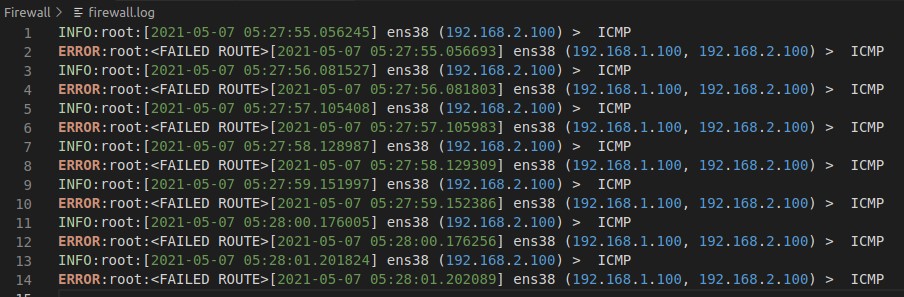 Firewall > firewall.log
1 INFO:root:[2021-05-07 05:27:55.056245] ens38 (192.168.2.100) > ICMP
2 ERROR:root:<FAILED ROUTE>[2021-05-07 05:27:55.056693] ens38 (192.168.1.100, 192.168.2.100) > ICMP
3 INFO:root:[2021-05-07 05:27:56.081527] ens38 (192.168.2.100) > ICMP
4 ERROR:root:<FAILED ROUTE>[2021-05-07 05:27:56.081803] ens38 (192.168.1.100, 192.168.2.100) > ICMP
5 INFO:root:[2021-05-07 05:27:57.105408] ens38 (192.168.2.100) > ICMP
6 ERROR:root:<FAILED ROUTE>[2021-05-07 05:27:57.105983] ens38 (192.168.1.100, 192.168.2.100) > ICMP
7 INFO:root:[2021-05-07 05:27:58.128987] ens38 (192.168.2.100) > ICMP
8 ERROR:root:<FAILED ROUTE>[2021-05-07 05:27:58.129309] ens38 (192.168.1.100, 192.168.2.100) > ICMP
9 INFO:root:[2021-05-07 05:27:59.151997] ens38 (192.168.2.100) > ICMP
10 ERROR:root:<FAILED ROUTE>[2021-05-07 05:27:59.152386] ens38 (192.168.1.100, 192.168.2.100) > ICMP
11 INFO:root:[2021-05-07 05:28:00.176005] ens38 (192.168.2.100) > ICMP
12 ERROR:root:<FAILED ROUTE>[2021-05-07 05:28:00.176256] ens38 (192.168.1.100, 192.168.2.100) > ICMP
13 INFO:root:[2021-05-07 05:28:01.201824] ens38 (192.168.2.100) > ICMP
14 ERROR:root:<FAILED ROUTE>[2021-05-07 05:28:01.202089] ens38 (192.168.1.100, 192.168.2.100) > ICMP
15